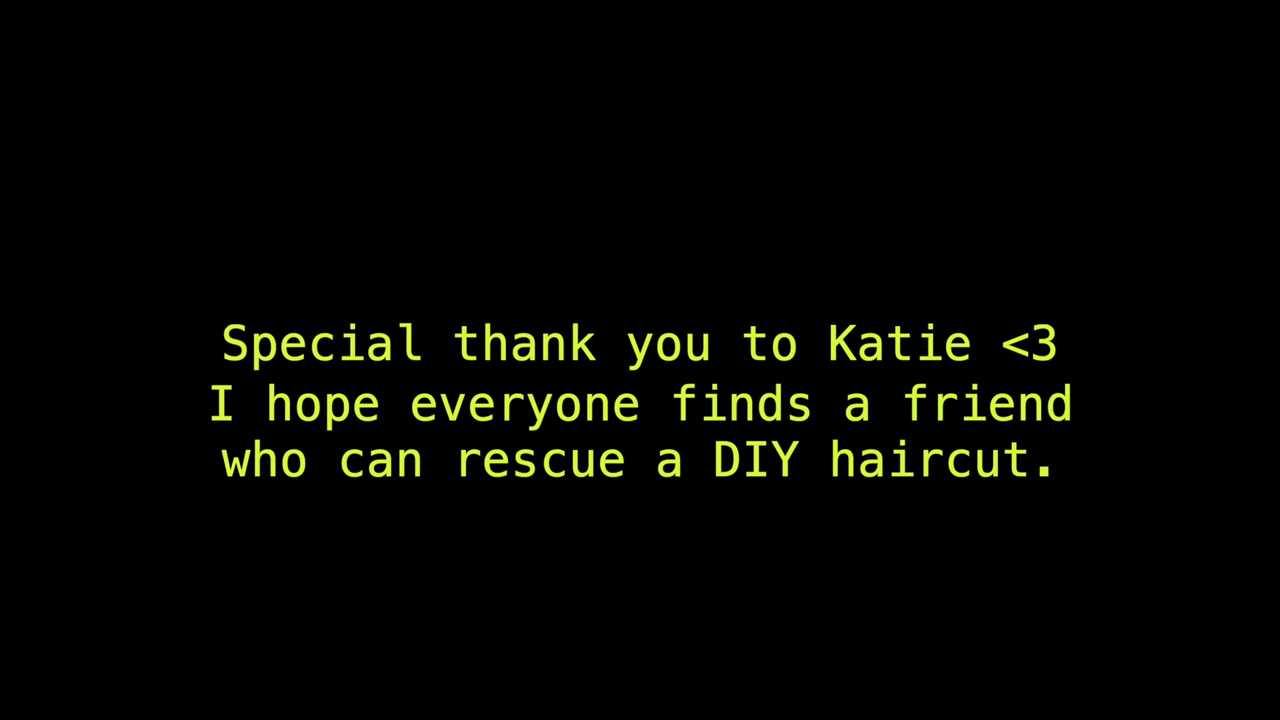 Special thank you to Katie <3
I hope everyone finds a friend
who can rescue a DIY haircut.